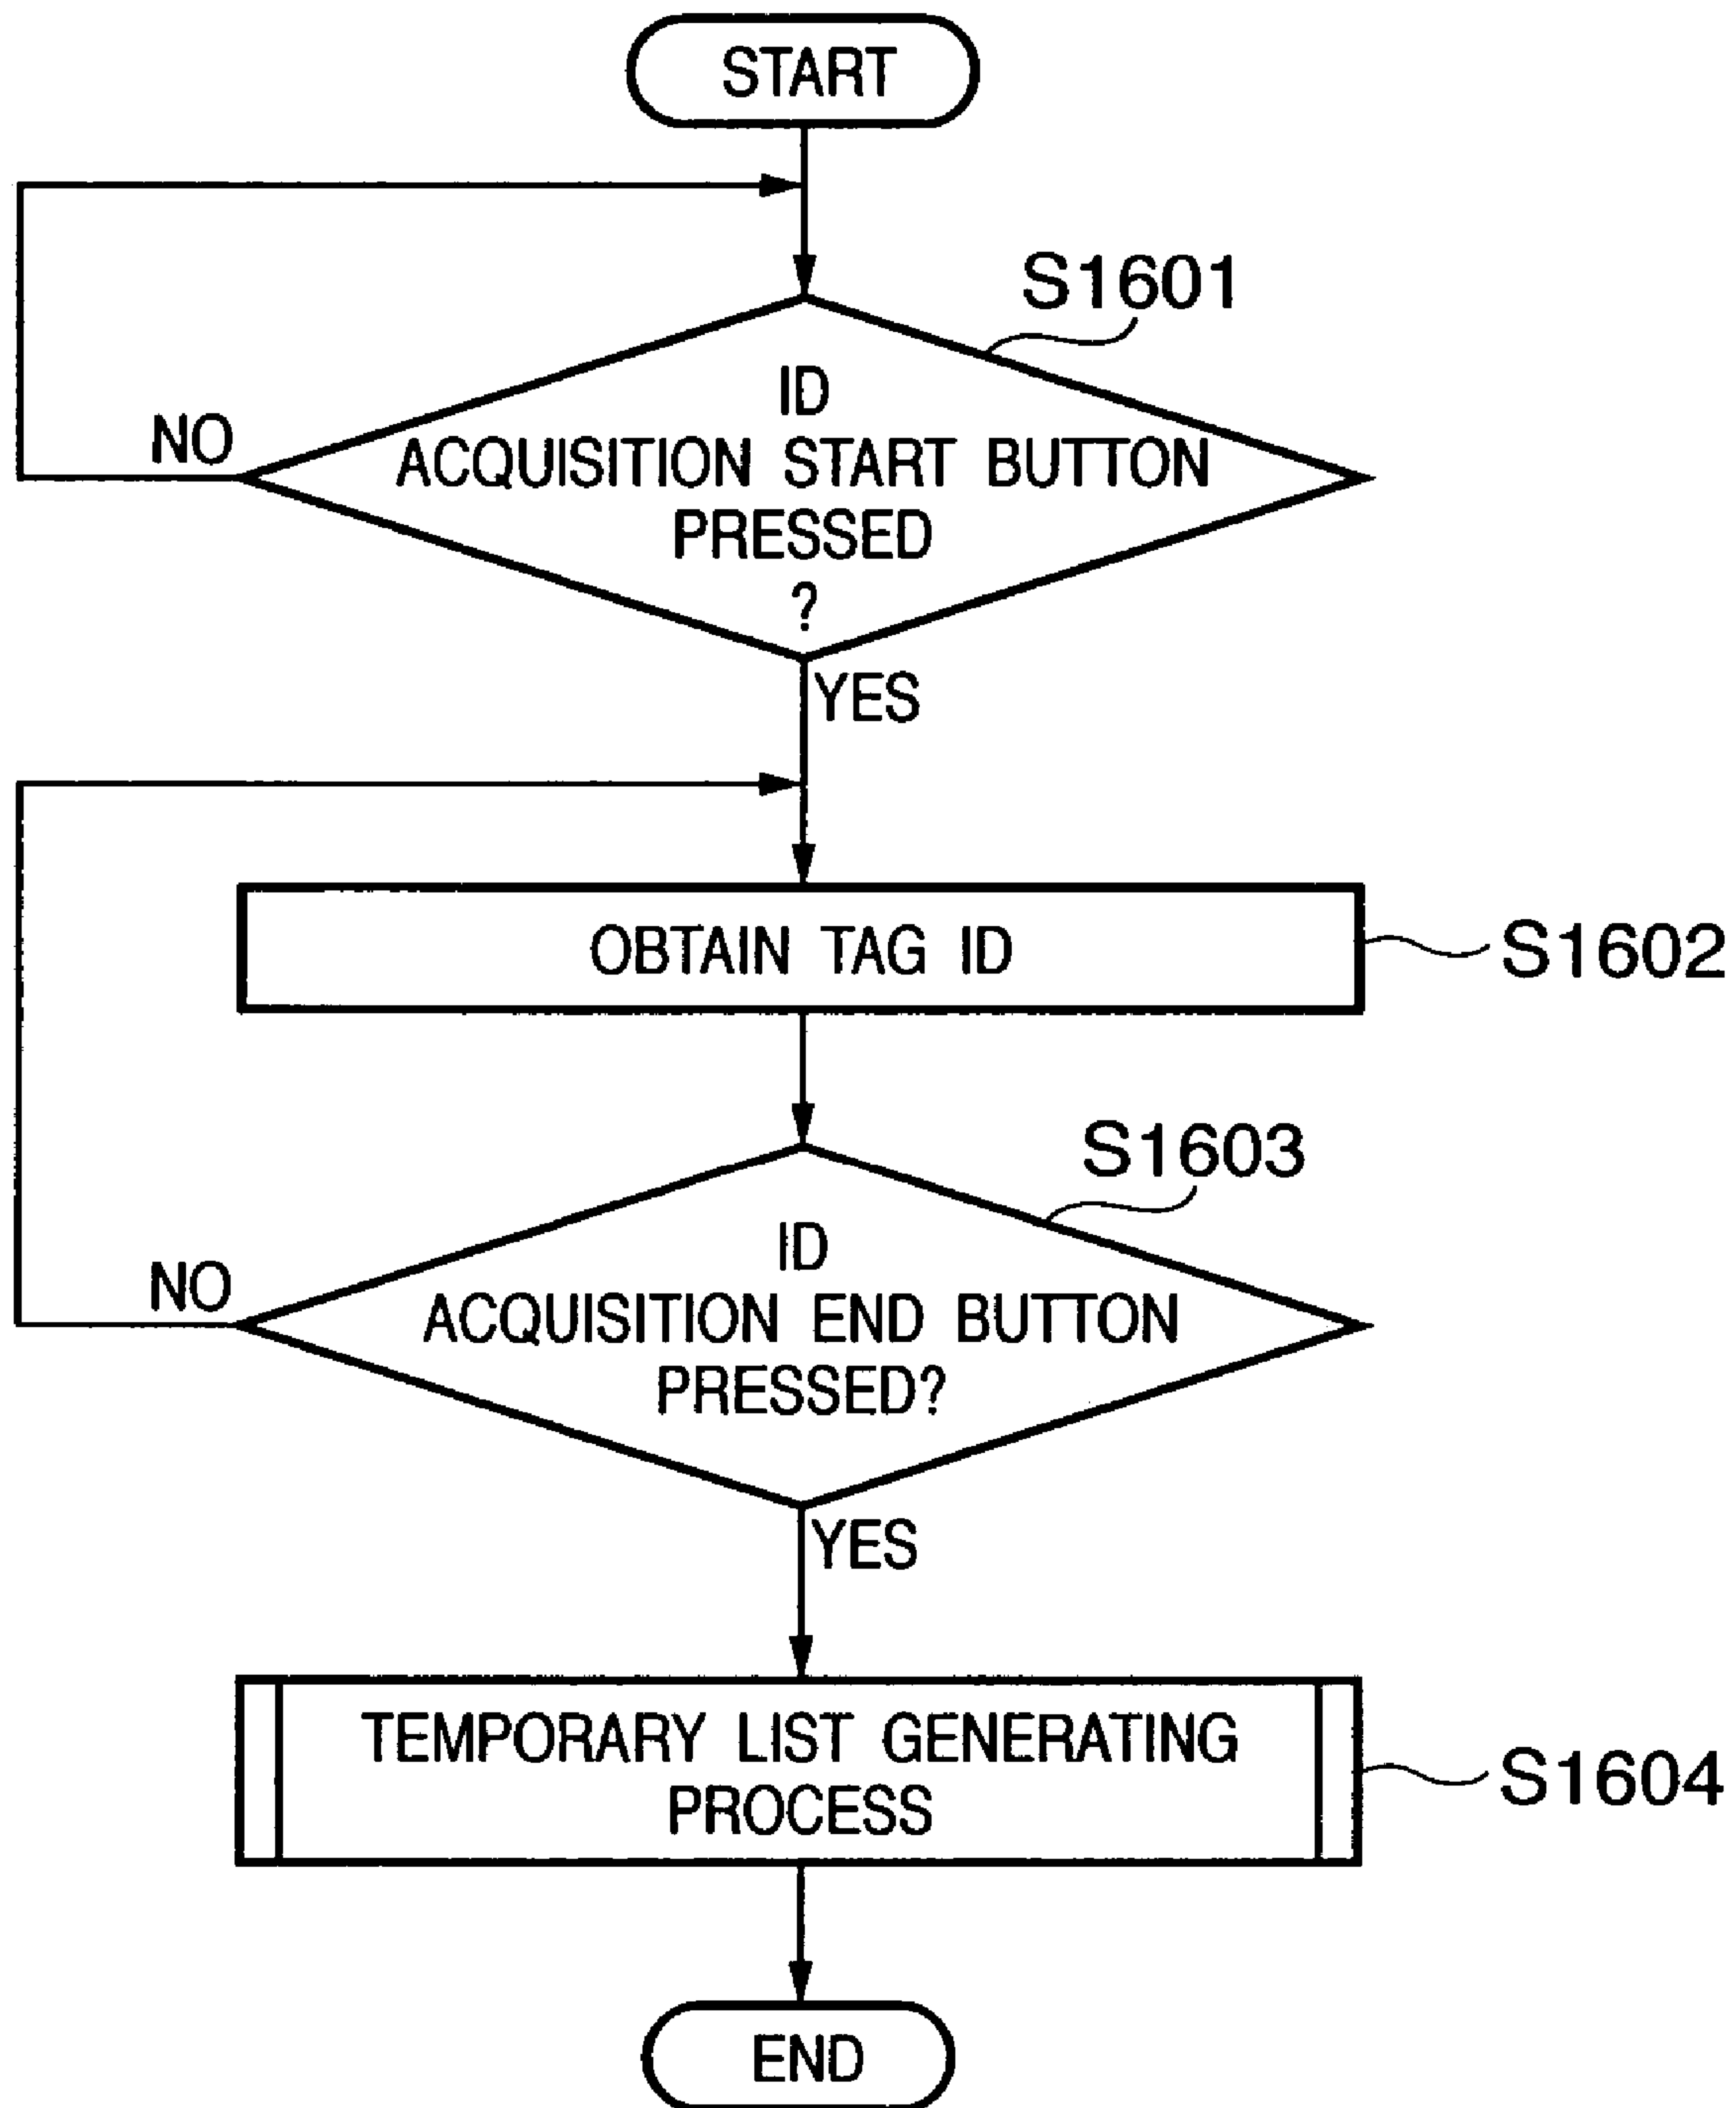 START
S1601
ID
ACQUISITION START BUTTON
PRESSED
?
NO
YES
OBTAIN TAG ID
S1602
S1603
ID
ACQUISITION END BUTTON
PRESSED?
NO
YES
TEMPORARY LIST GENERATING
PROCESS
S1604
END